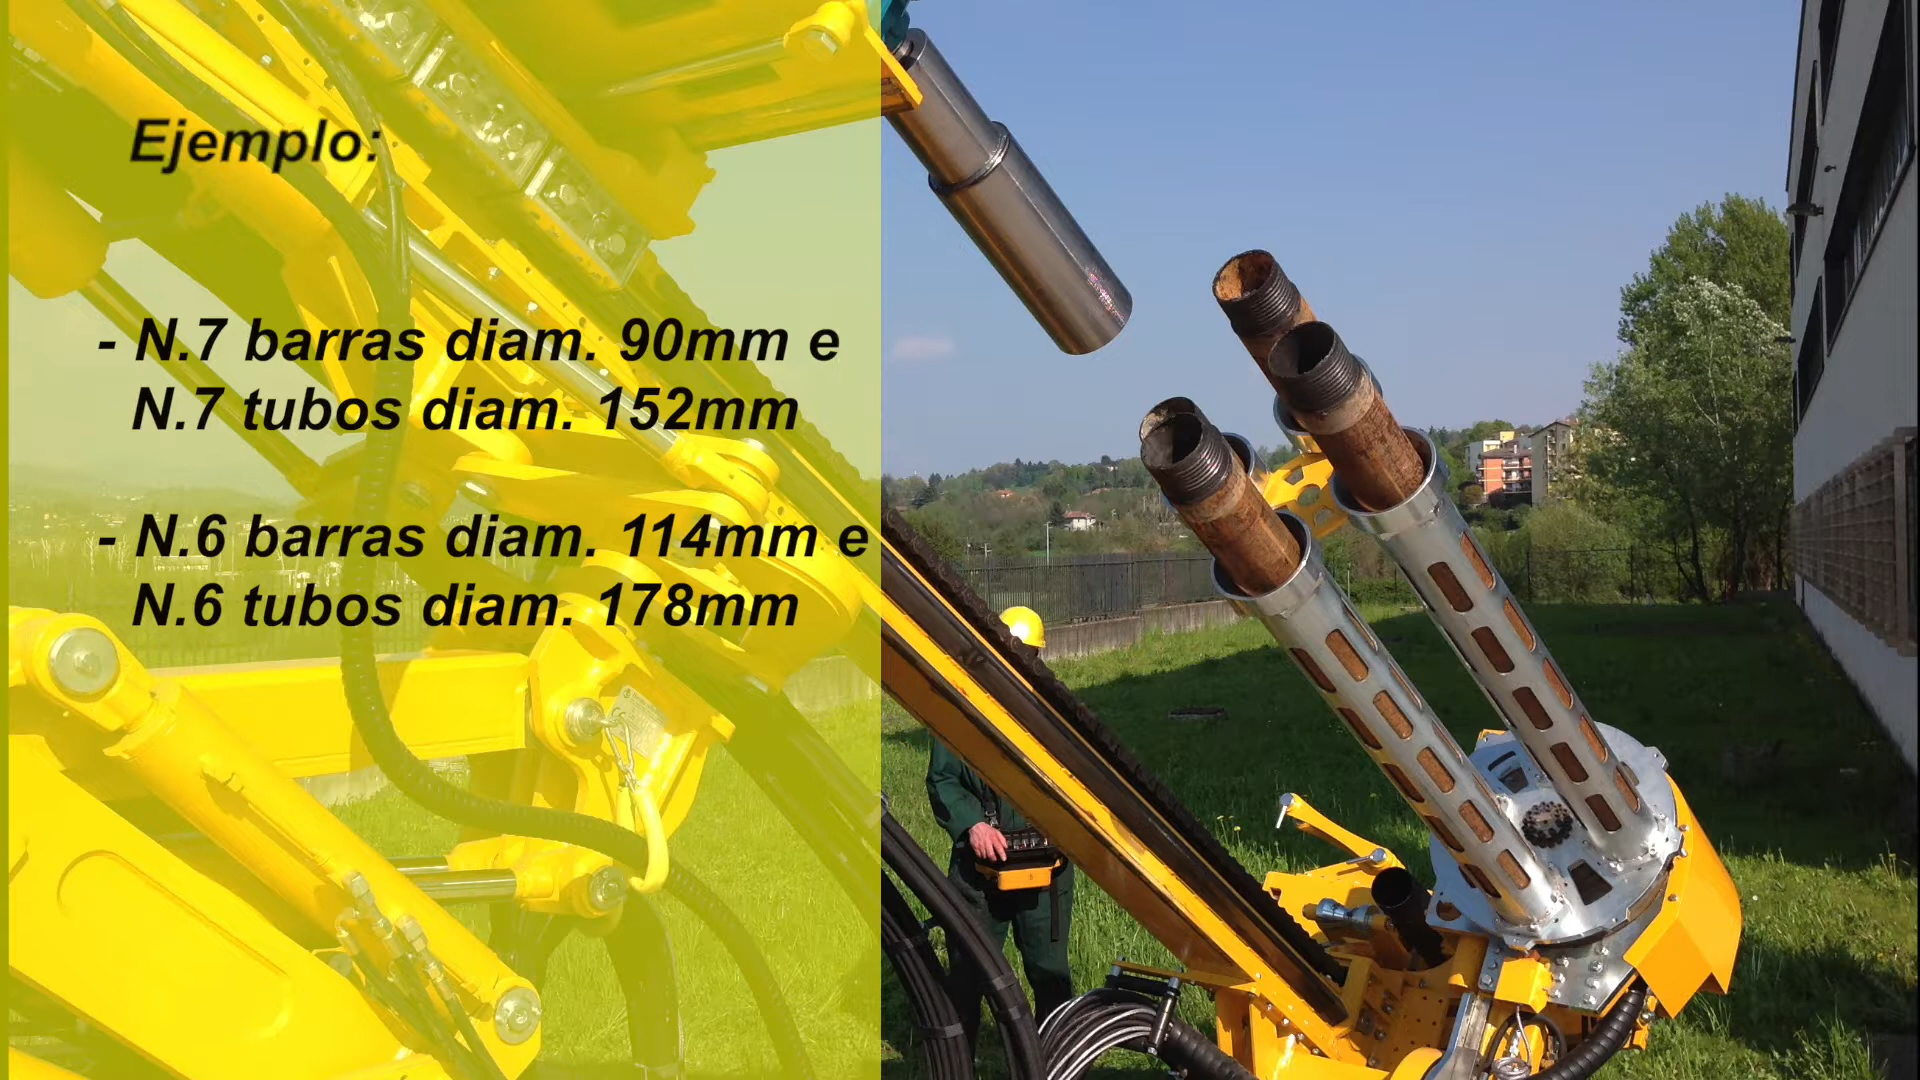 Ejemplo:
- N.7 barras diam. 90mm e
N.7 tubos diam. 152mm
- N.6 barras diam. 114mm e
N.6 tubos diam. 178mm